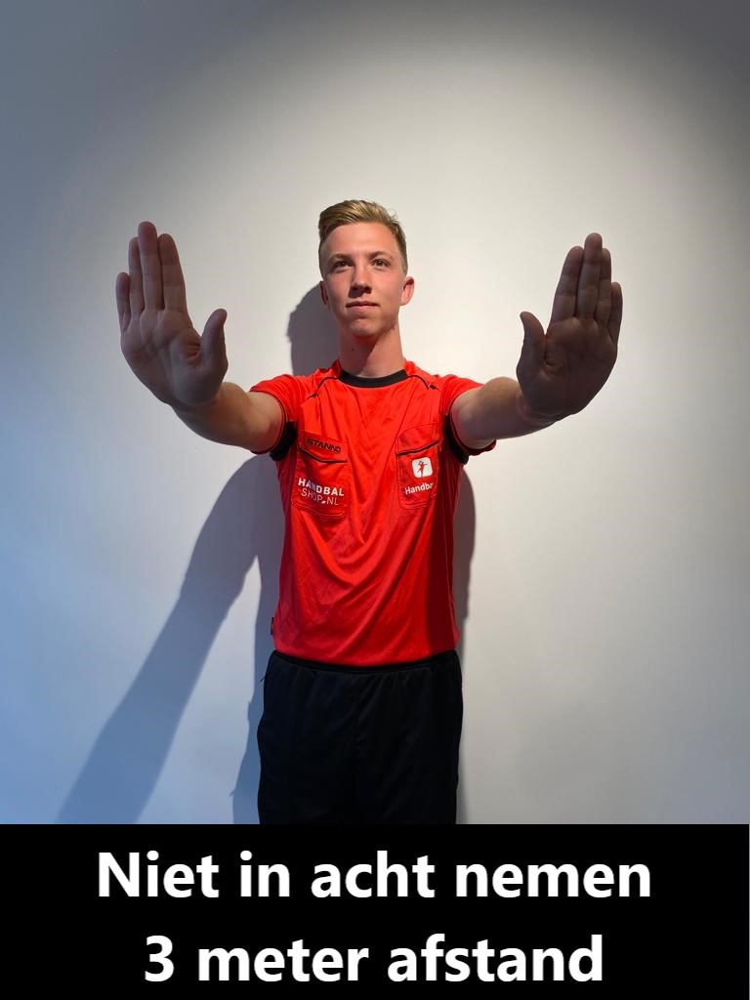 STANNO
HANDBAL
SHOP.NL
Handbal
Niet in acht nemen
3 meter afstand